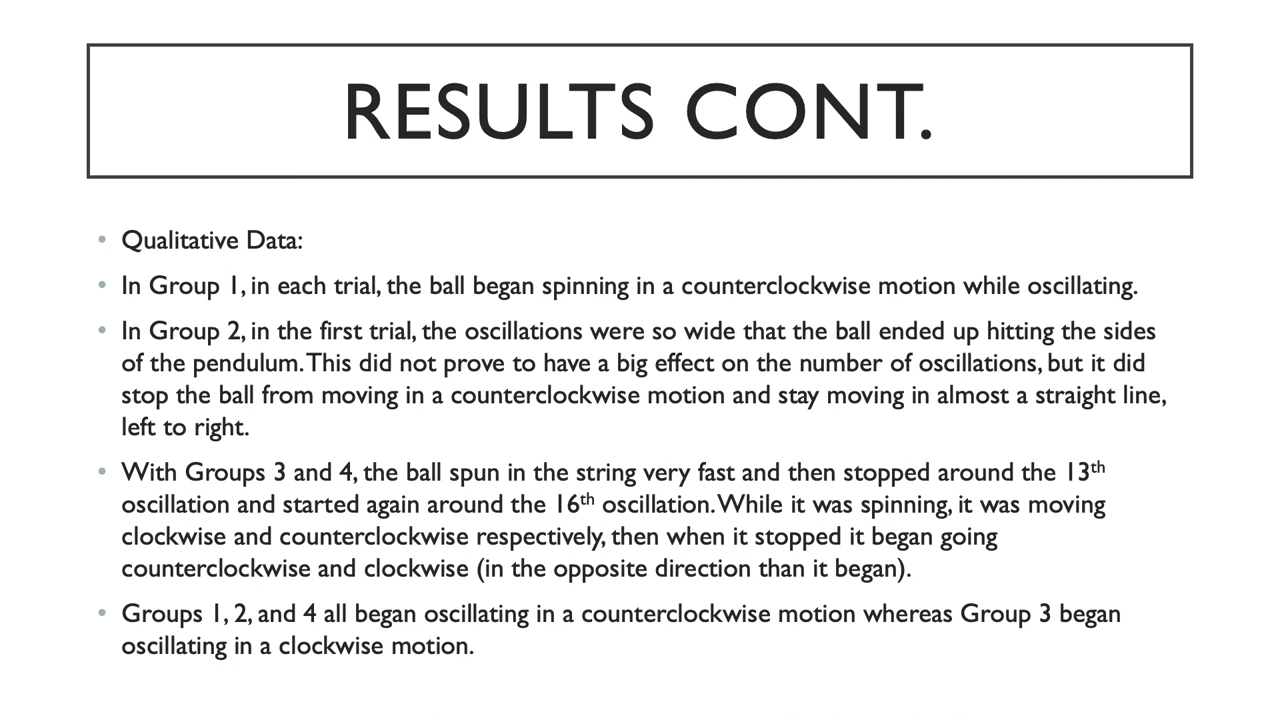 RESULTS CONT.
• Qualitative Data:
• In Group 1, in each trial, the ball began spinning in a counterclockwise motion while oscillating.
• In Group 2, in the first trial, the oscillations were so wide that the ball ended up hitting the sides
of the pendulum. This did not prove to have a big effect on the number of oscillations, but it did
stop the ball from moving in a counterclockwise motion and stay moving in almost a straight line,
left to right.
• With Groups 3 and 4, the ball spun in the string very fast and then stopped around the 13th
oscillation and started again around the 16th oscillation. While it was spinning, it was moving
clockwise and counterclockwise respectively, then when it stopped it began going
counterclockwise and clockwise (in the opposite direction than it began).
• Groups 1, 2, and 4 all began oscillating in a counterclockwise motion whereas Group 3 began
oscillating in a clockwise motion.